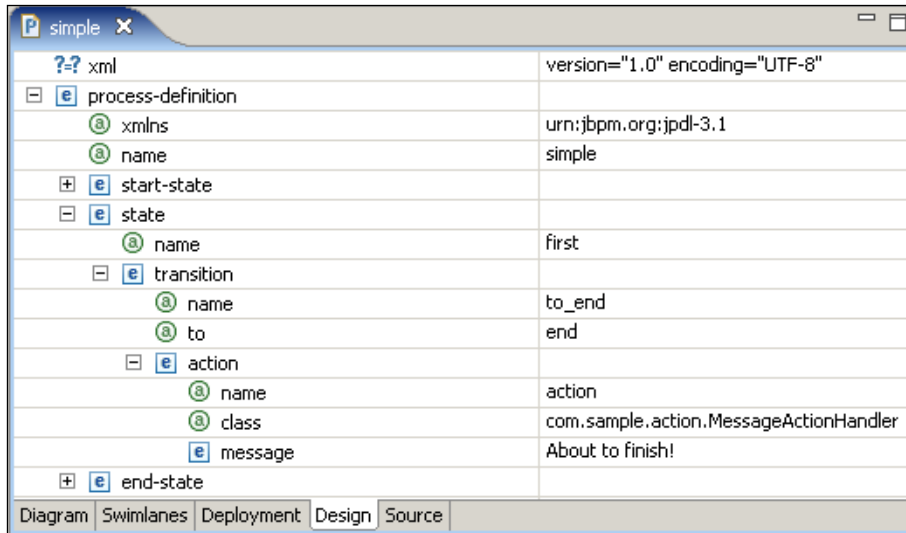 simple
?=? xml version="1.0" encoding="UTF-8"
e process-definition
a xmlns urn:jbpm.org:jpdl-3.1
a name simple
e start-state
e state
a name first
e transition
a name to_end
a to end
e action
a name action
a class com.sample.action.MessageActionHandler
e message About to finish!
e end-state
Diagram Swimlanes Deployment Design Source